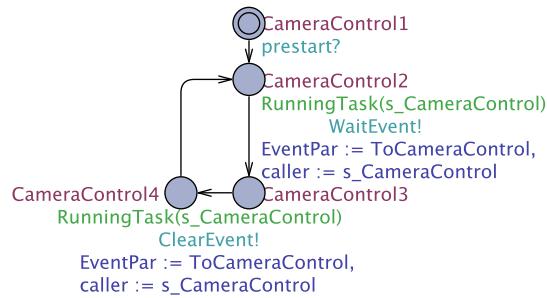 CameraControl1
prestart?
CameraControl2
RunningTask(s_CameraControl)
WaitEvent!
EventPar := ToCameraControl,
caller := s_CameraControl
CameraControl4
CameraControl3
RunningTask(s_CameraControl)
ClearEvent!
EventPar := ToCameraControl,
caller := s_CameraControl